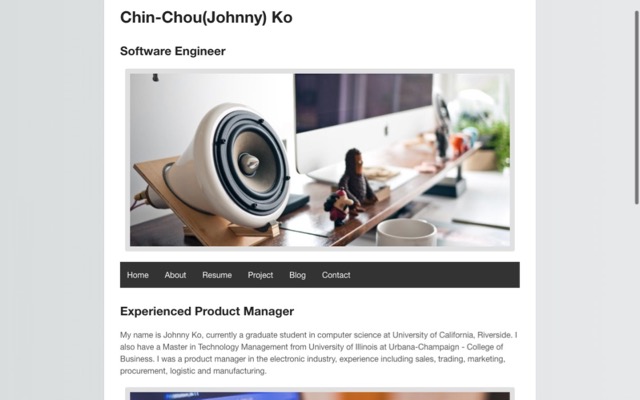 Chin-Chou(Johnny) Ko
Software Engineer
Home About Resume Project Blog Contact
Experienced Product Manager
My name is Johnny Ko, currently a graduate student in computer science at University of California, Riverside. I
also have a Master in Technology Management from University of Illinois at Urbana-Champaign - College of
Business. I was a product manager in the electronic industry, experience including sales, trading, marketing,
procurement, logistic and manufacturing.